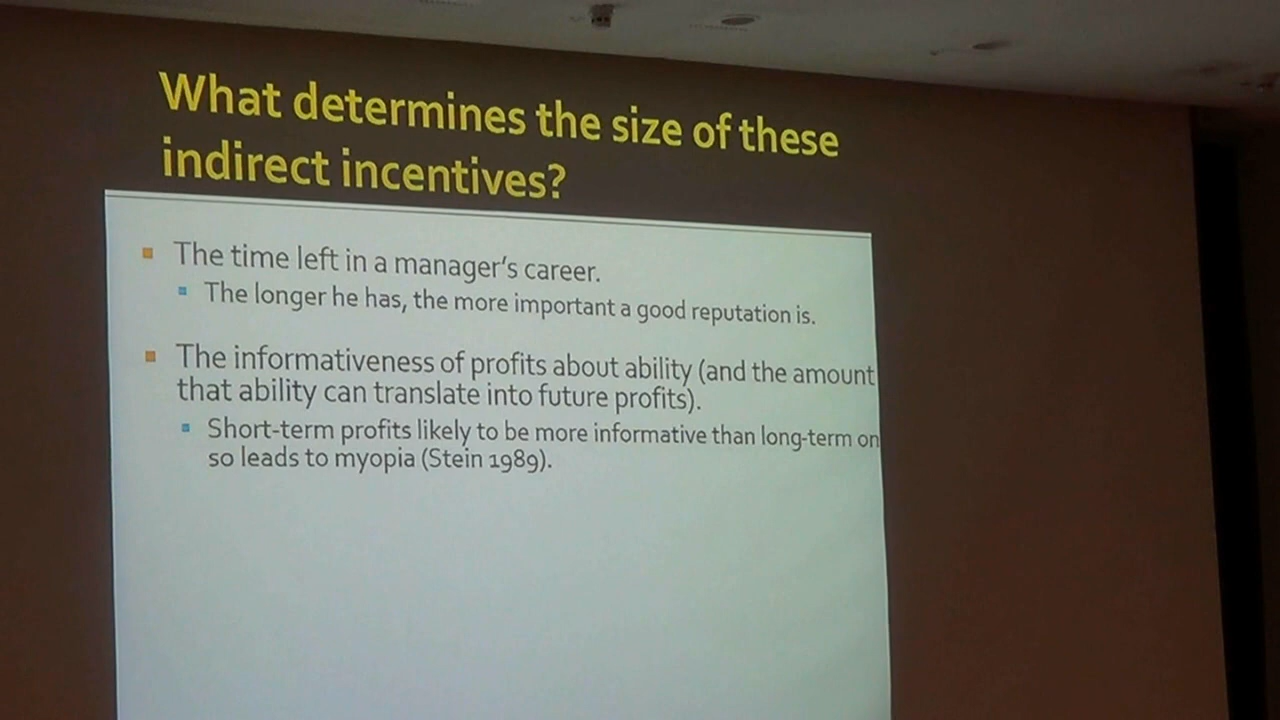 What determines the size of these
indirect incentives?
The time left in a manager's career.
The longer he has, the more important a good reputation is.
The informativeness of profits about ability (and the amount
that ability can translate into future profits).
Short-term profits likely to be more informative than long-term on
so leads to myopia (Stein 1989).